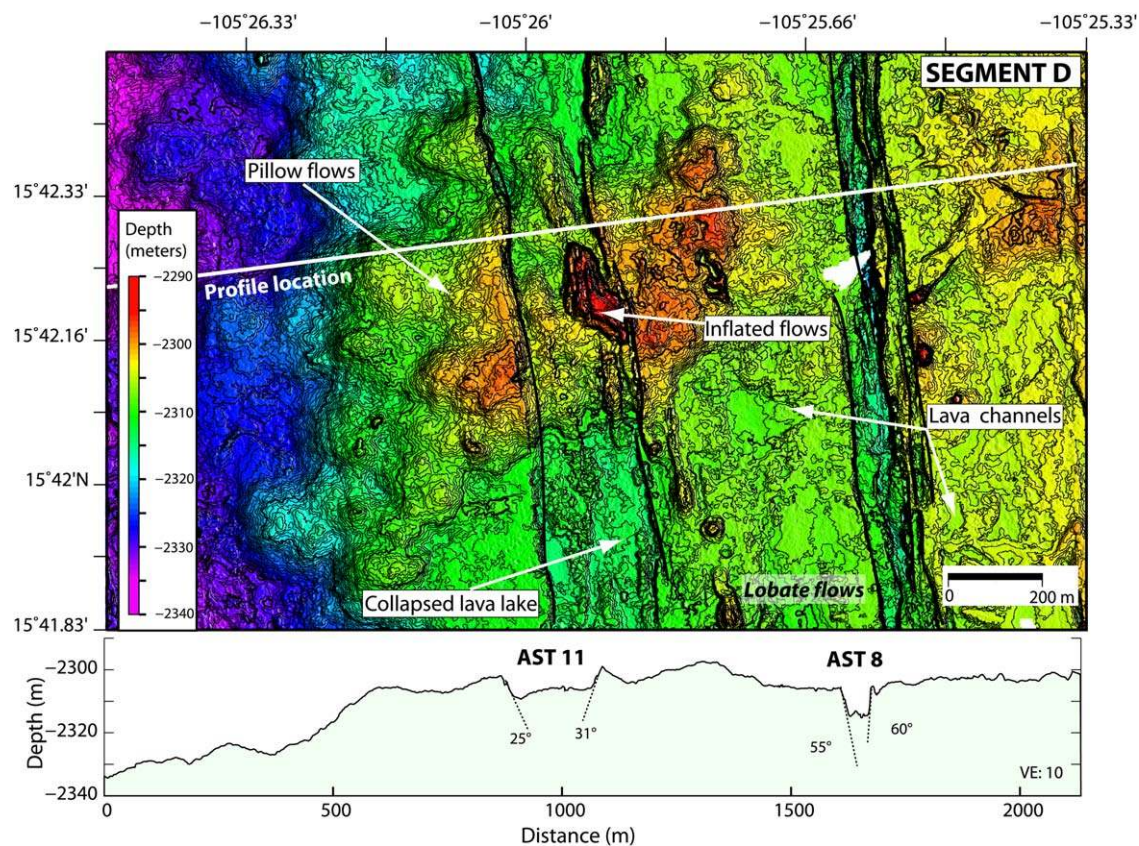 −105°26.33' −105°26' −105°25.66' −105°25.33'
SEGMENT D
Pillow flows
15°42.33'
Depth
(meters)
−2290
−2300
−2310
−2320
−2330
−2340
Profile location
Inflated flows
15°42.16'
Lava channels
15°42'N
Collapsed lava lake
Lobate flows
0 200 m
15°41.83'
AST 11 AST 8
Depth (m)
−2300
−2320
−2340
25° 31° 55° 60°
VE: 10
0 500 1000 1500 2000
Distance (m)